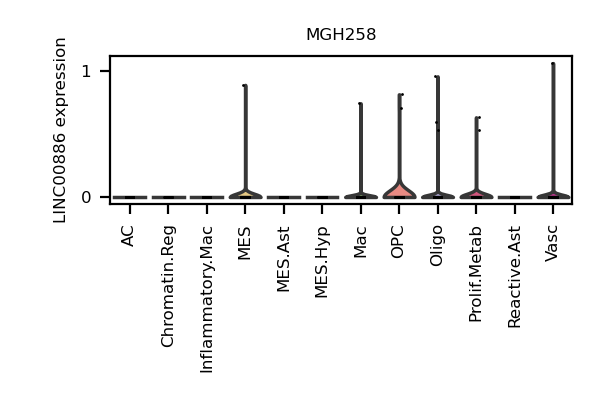 MGH258
LINC00886 expression
1
0
AC
Chromatin.Reg
Inflammatory.Mac
MES
MES.Ast
MES.Hyp
Mac
OPC
Oligo
Prolif.Metab
Reactive.Ast
Vasc